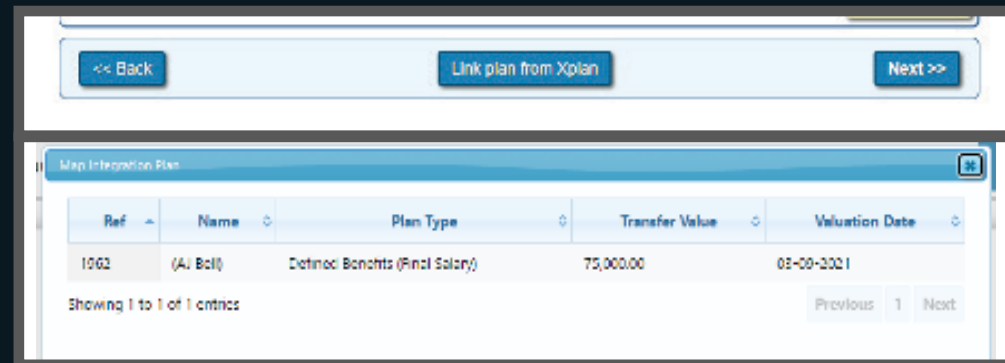 << Back Link plan from Xplan Next >>
Map Integration Plan
Ref Name Plan Type Transfer Value Valuation Date
1962 (AJ Bell) Defined Benefits (Final Salary) 75,000.00 03-09-2021
Showing 1 to 1 of 1 entries Previous 1 Next